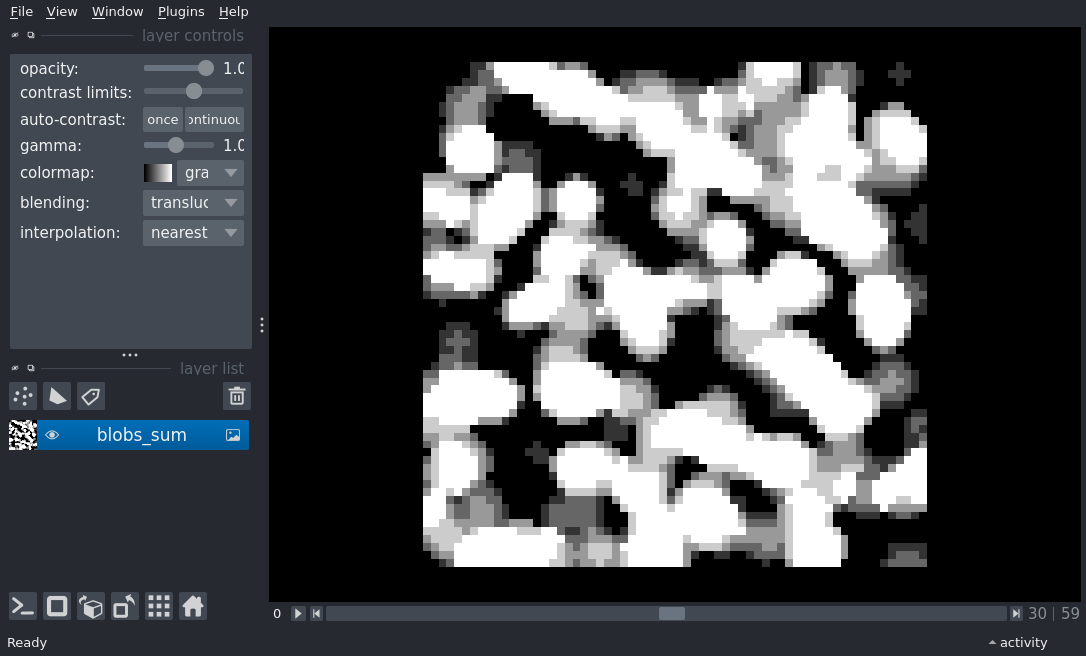 File View Window Plugins Help
layer controls
opacity: 1.0
contrast limits:
auto-contrast: once ontinuou
gamma: 1.0
colormap: gra
blending: transluc
interpolation: nearest
layer list
blobs_sum
0 30 | 59
Ready activity